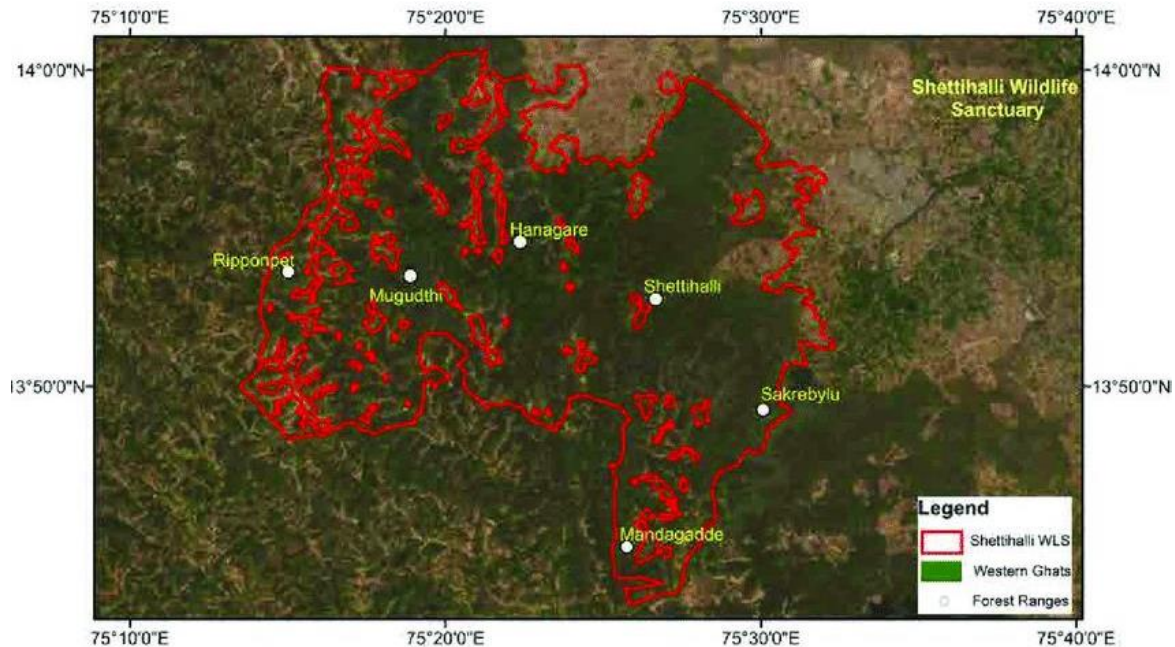 75°10'0"E
75°20'0"E
75°30'0"E
75°40'0"E
14°0'0"N
14°0'0"N
Shettihalli Wildlife
Sanctuary
Hanagare
Ripponpet
Mugudthi
Shettihalli
13°50'0"N
13°50'0"N
Sakrebylu
Mandagadde
Legend
Shettihalli WLS
Western Ghats
Forest Ranges
75°10'0"E
75°20'0"E
75°30'0"E
75°40'0"E